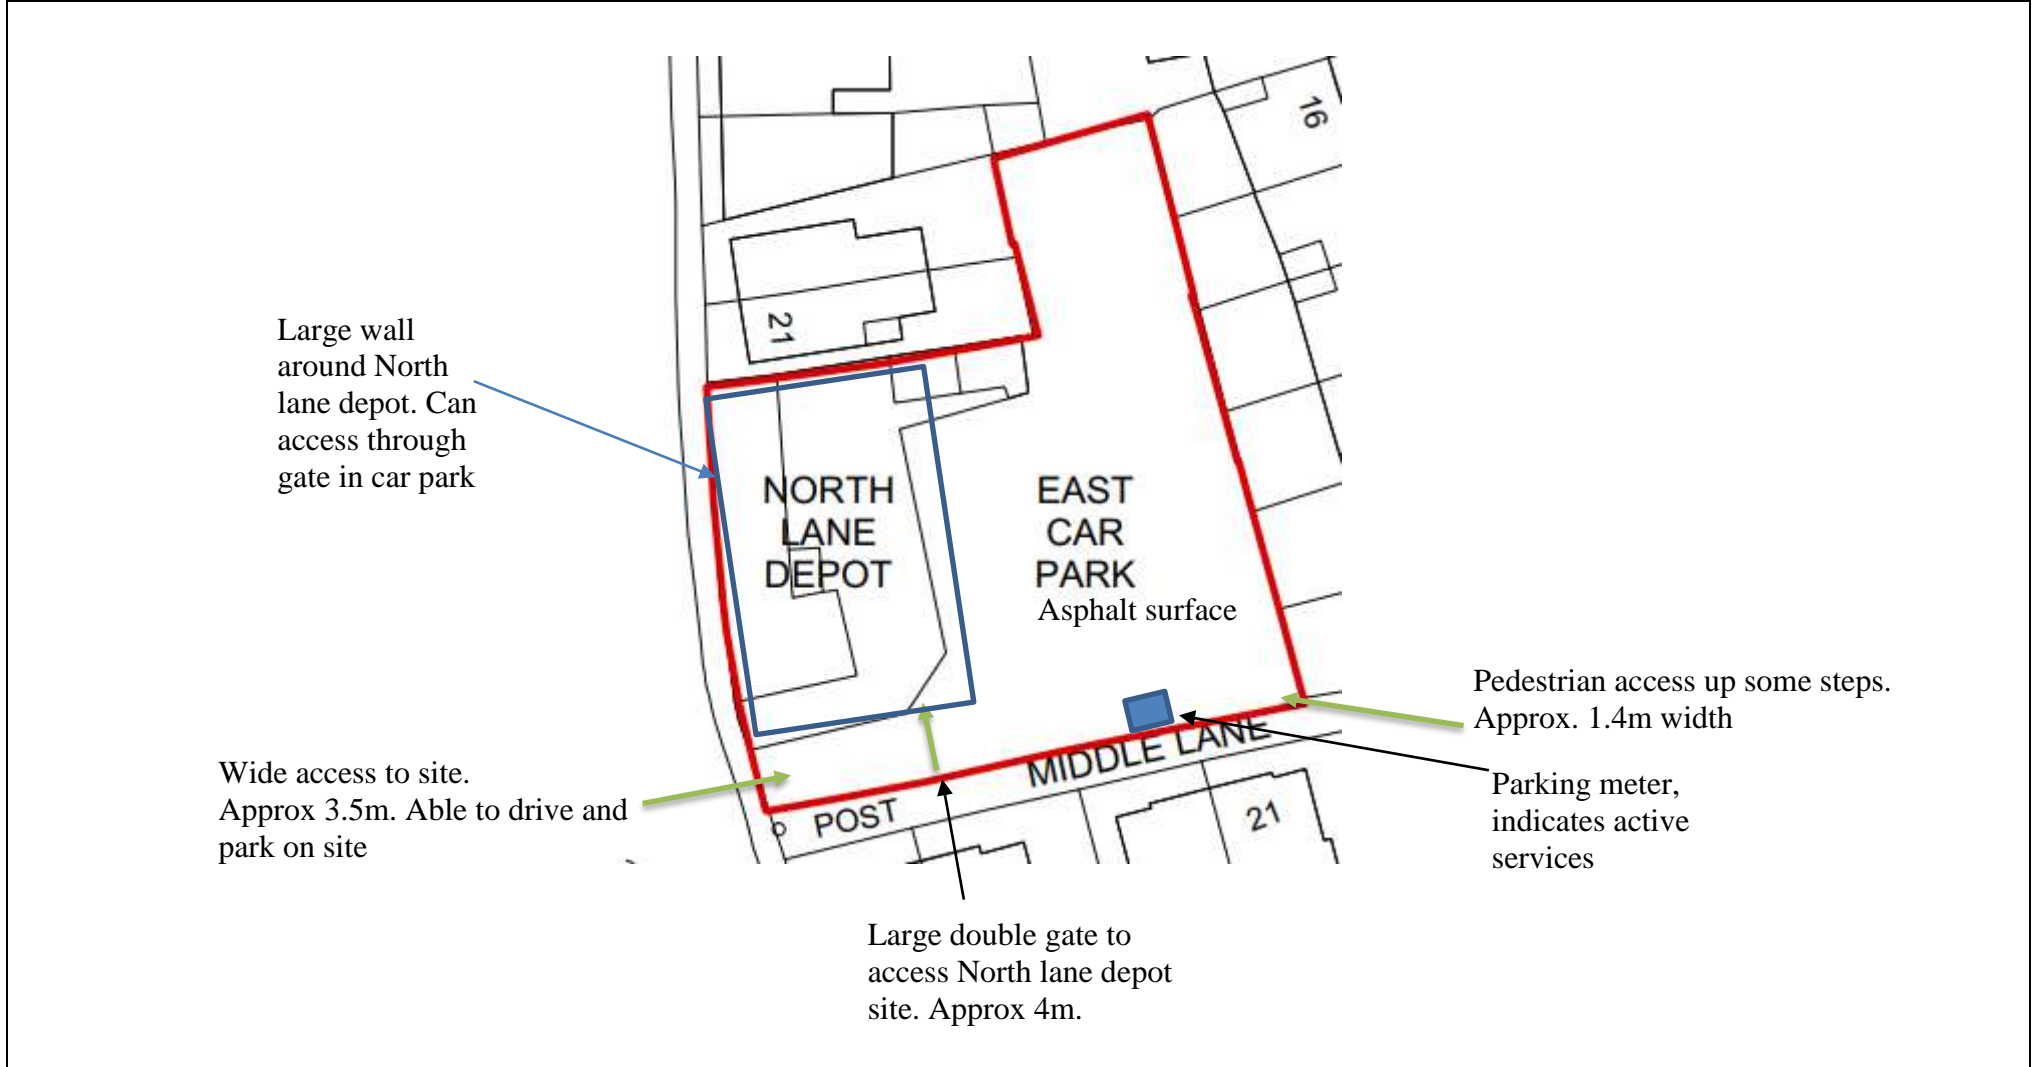 16
21
Large wall
around North
lane depot. Can
access through
gate in car park
NORTH
LANE
DEPOT
EAST
CAR
PARK
Asphalt surface
Pedestrian access up some steps.
Approx. 1.4m width
MIDDLE LANE
POST
21
Wide access to site.
Approx 3.5m. Able to drive and
park on site
Parking meter,
indicates active
services
Large double gate to
access North lane depot
site. Approx 4m.